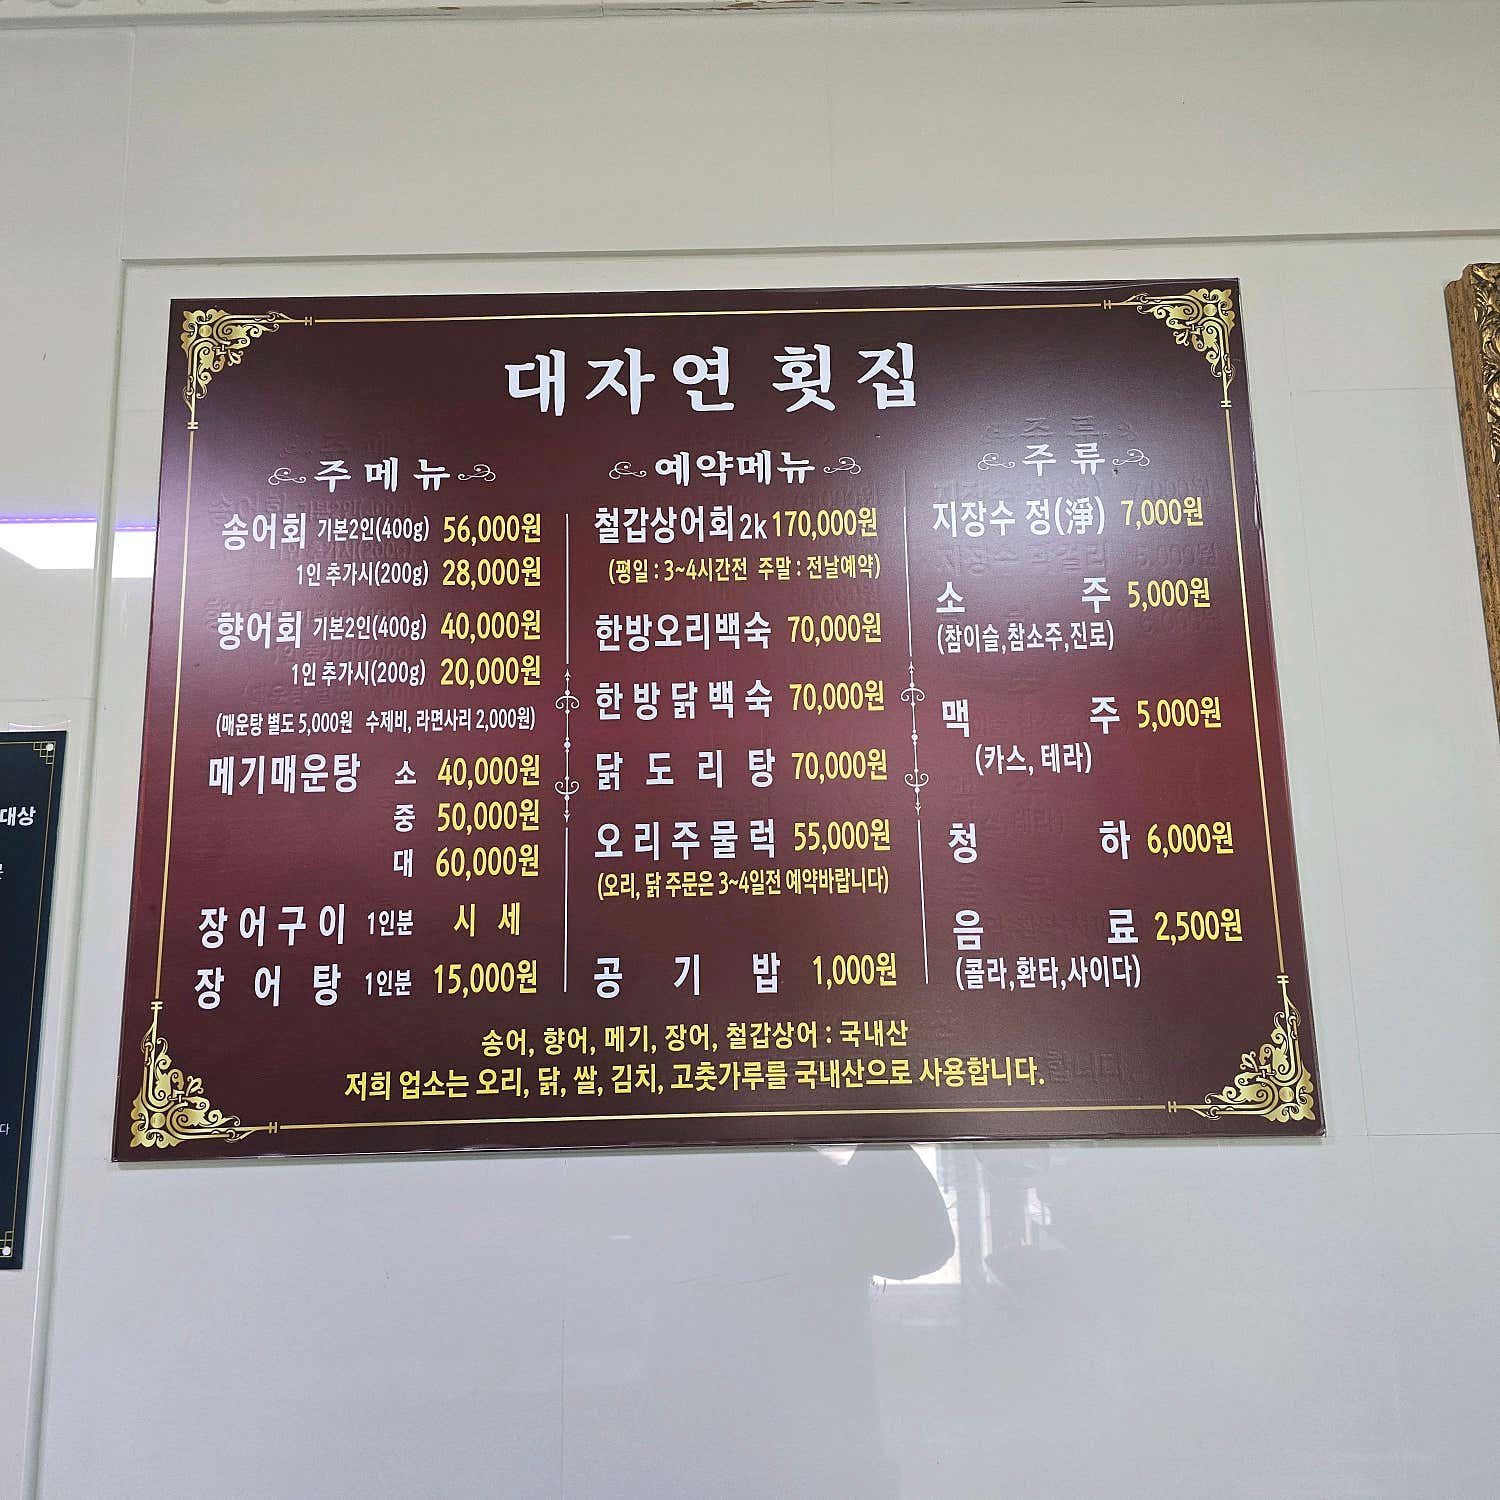 대자연 횟집
주메뉴
송어회 기본2인(400g) 56,000원
1인 추가시(200g) 28,000원
향어회 기본2인(400g) 40,000원
1인 추가시(200g) 20,000원
(매운탕 별도 5,000원 수제비, 라면사리 2,000원)
메기매운탕 소 40,000원
중 50,000원
대 60,000원
장어구이 1인분 시세
장어탕 1인분 15,000원
예약메뉴
철갑상어회 2k 170,000원
(평일 : 3~4시간전 주말 : 전날예약)
한방오리백숙 70,000원
한방닭백숙 70,000원
닭도리탕 70,000원
오리주물럭 55,000원
(오리, 닭 주문은 3~4일전 예약바랍니다)
공기밥 1,000원
주류
지장수 정(淨) 7,000원
소주 5,000원
(참이슬,참소주,진로)
맥주 5,000원
(카스, 테라)
청하 6,000원
음료 2,500원
(콜라,환타,사이다)
송어, 향어, 메기, 장어, 철갑상어 : 국내산
저희 업소는 오리, 닭, 쌀, 김치, 고춧가루를 국내산으로 사용합니다.
대상
다